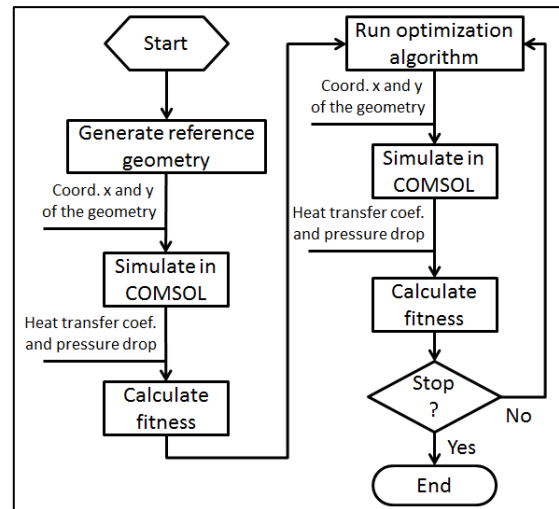 Start
Generate reference
geometry
Coord. x and y
of the geometry
Simulate in
COMSOL
Heat transfer coef.
and pressure drop
Calculate
fitness
Run optimization
algorithm
Coord. x and y
of the geometry
Simulate in
COMSOL
Heat transfer coef.
and pressure drop
Calculate
fitness
Stop
?
No
Yes
End